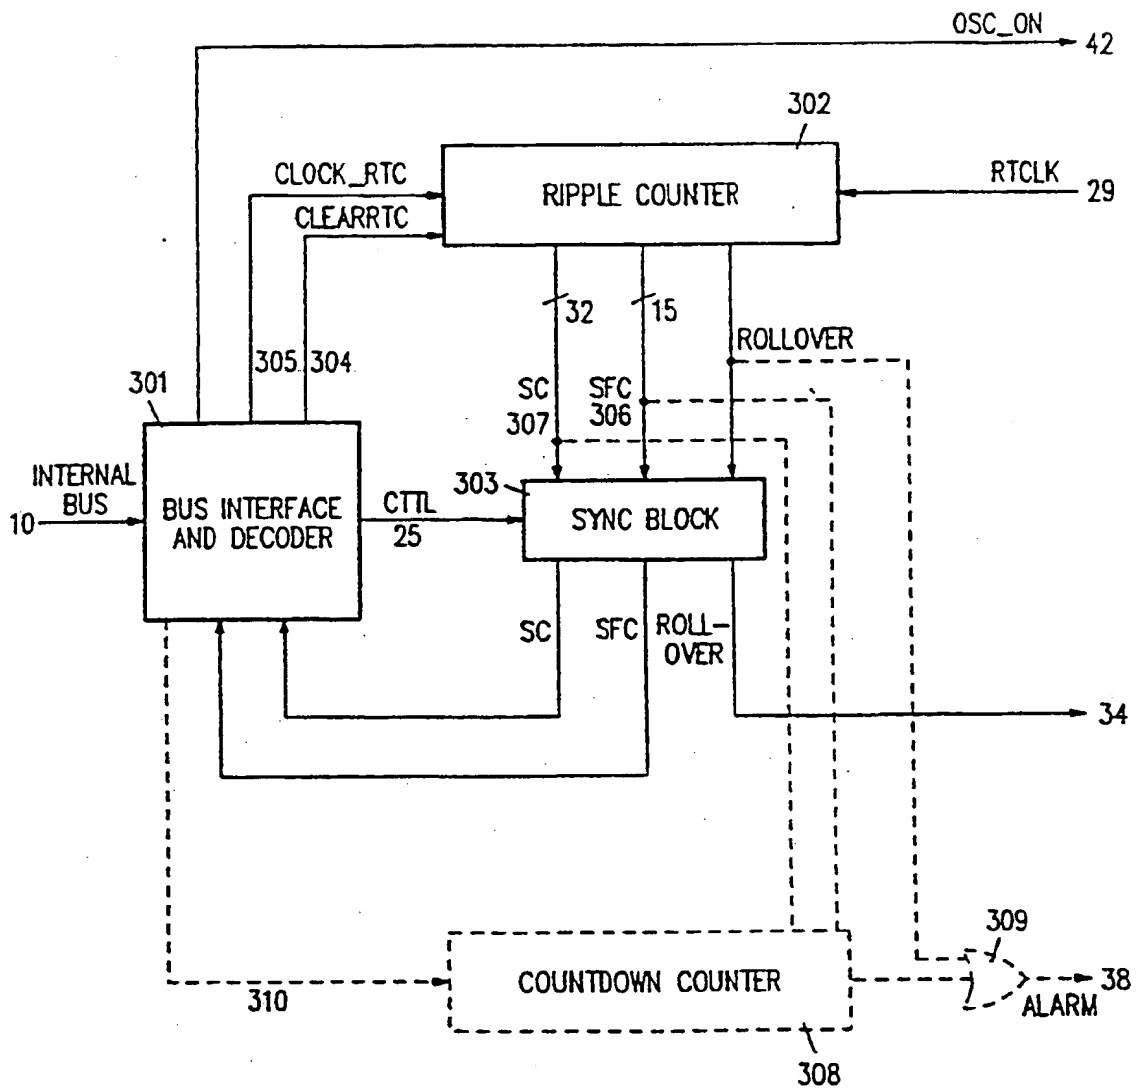 OSC_ON
42
302
CLOCK_RTC
RIPPLE COUNTER
RTCLK
29
CLEARRTC
32
15
ROLLOVER
305
304
301
SC
307
SFC
306
INTERNAL
BUS
10
BUS INTERFACE
AND DECODER
CTTL
25
303
SYNC BLOCK
SC
SFC
ROLL-
OVER
34
309
310
COUNTDOWN COUNTER
38
ALARM
308